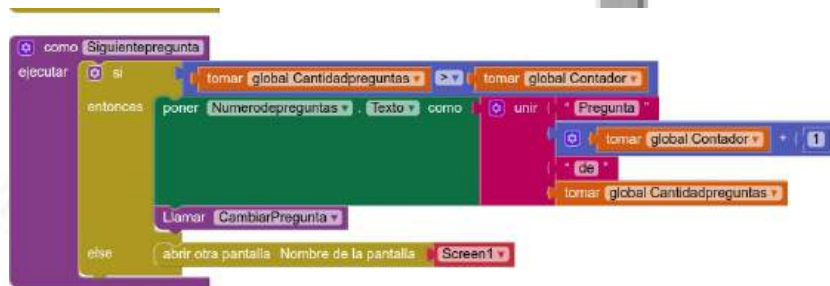 como Siguientepregunta
ejecutar si tomar global Cantidadpreguntas > tomar global Contador
entonces poner Numerodepreguntas . Texto como unir " Pregunta "
tomar global Contador + 1
" de "
tomar global Cantidadpreguntas
Llamar CambiarPregunta
else abrir otra pantalla Nombre de la pantalla Screen1